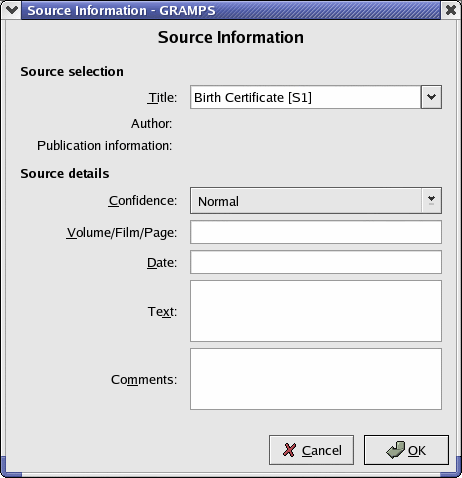 Source Information - GRAMPS
Source Information
Source selection
Title: Birth Certificate [S1]
Author:
Publication information:
Source details
Confidence: Normal
Volume/Film/Page:
Date:
Text:
Comments:
Cancel OK